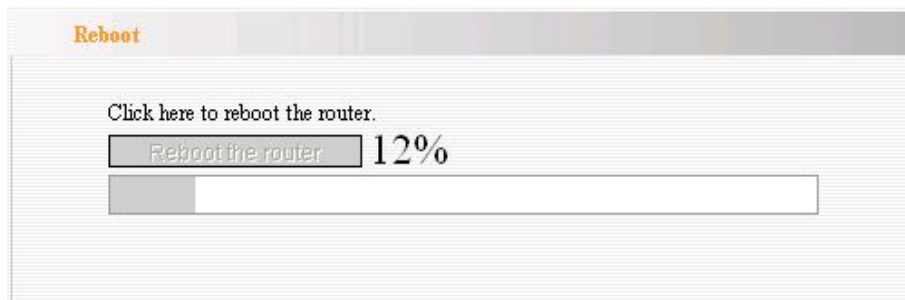 Reboot
Click here to reboot the router.
Reboot the router 12%